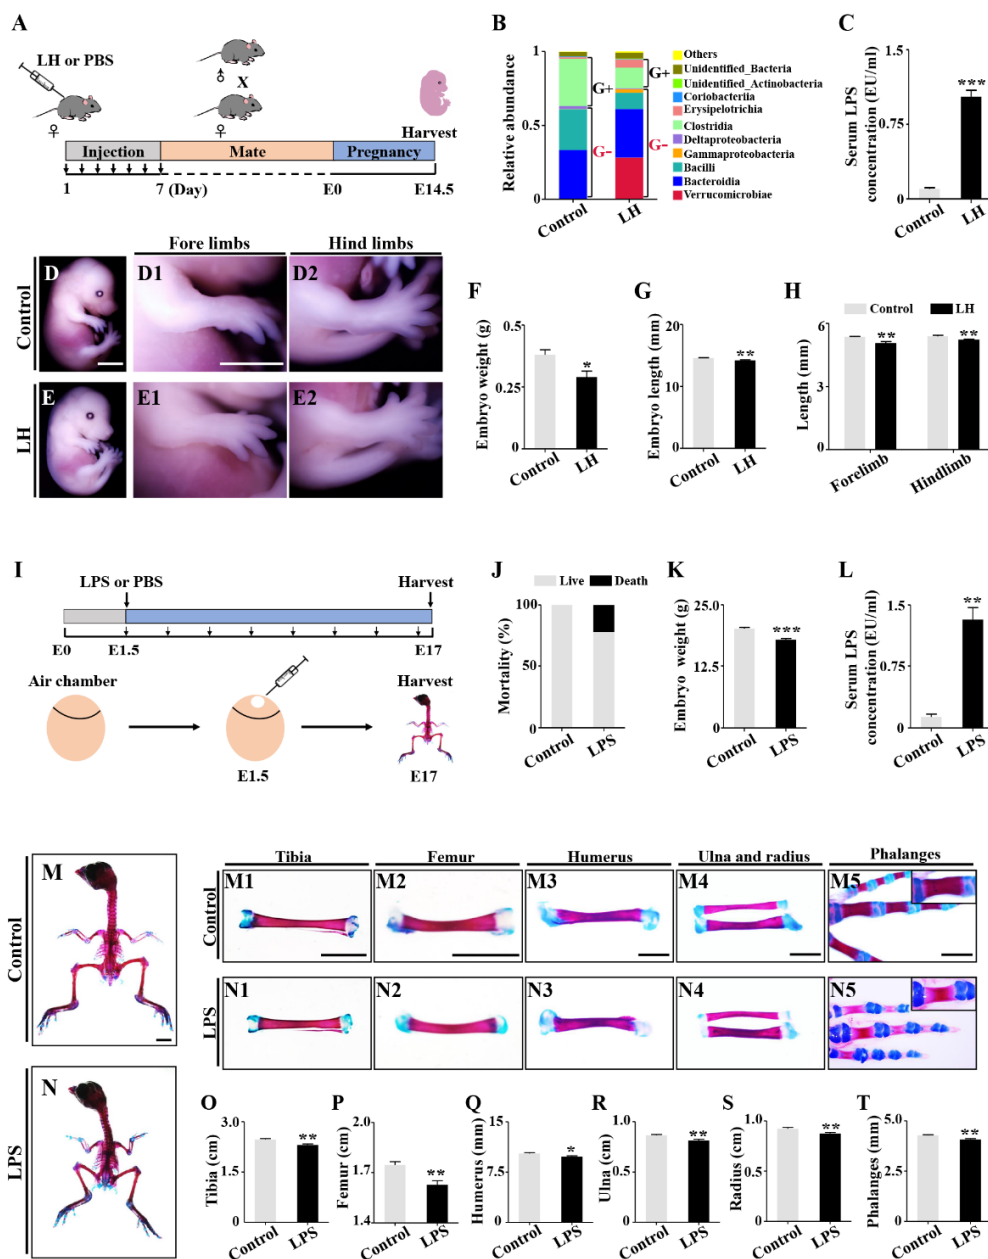 A
LH or PBS
♀
♂
X
♀
Harvest
Injection
Mate
Pregnancy
1
7 (Day)
E0
E14.5
B
Relative abundance
1
0.5
0
G+
G-
G+
G-
Control
LH
Others
Unidentified_Bacteria
Unidentified_Actinobacteria
Coriobacteriia
Erysipelotrichia
Clostridia
Deltaproteobacteria
Gammaproteobacteria
Bacilli
Bacteroidia
Verrucomicrobiae
C
Serum LPS
concentration (EU/ml)
1.5
0.75
0
***
Control
LH
Fore limbs
Hind limbs
Control
D
D1
D2
LH
E
E1
E2
F
Embryo weight (g)
0.5
0.25
0
*
Control
LH
G
Embryo length (mm)
20
10
0
**
Control
LH
H
Control
LH
Length (mm)
6
3
0
**
**
Forelimb
Hindlimb
I
LPS or PBS
Harvest
E0
E1.5
E17
Air chamber
Harvest
E1.5
E17
J
Live
Death
Mortality (%)
100
50
0
Control
LPS
K
Embryo weight (g)
25.0
12.5
0
***
Control
LPS
L
Serum LPS
concentration (EU/ml)
1.5
0.75
0
**
Control
LPS
Control
M
Tibia
Femur
Humerus
Ulna and radius
Phalanges
Control
M1
M2
M3
M4
M5
LPS
N
LPS
N1
N2
N3
N4
N5
O
Tibia (cm)
3.0
1.5
0
**
Control
LPS
P
Femur (cm)
2.0
1.7
1.4
**
Control
LPS
Q
Humerus (mm)
15
7.5
0
*
Control
LPS
R
Ulna (cm)
1.0
0.5
0
**
Control
LPS
S
Radius (cm)
1.0
0.5
0
**
Control
LPS
T
Phalanges (mm)
5.0
2.5
0
**
Control
LPS